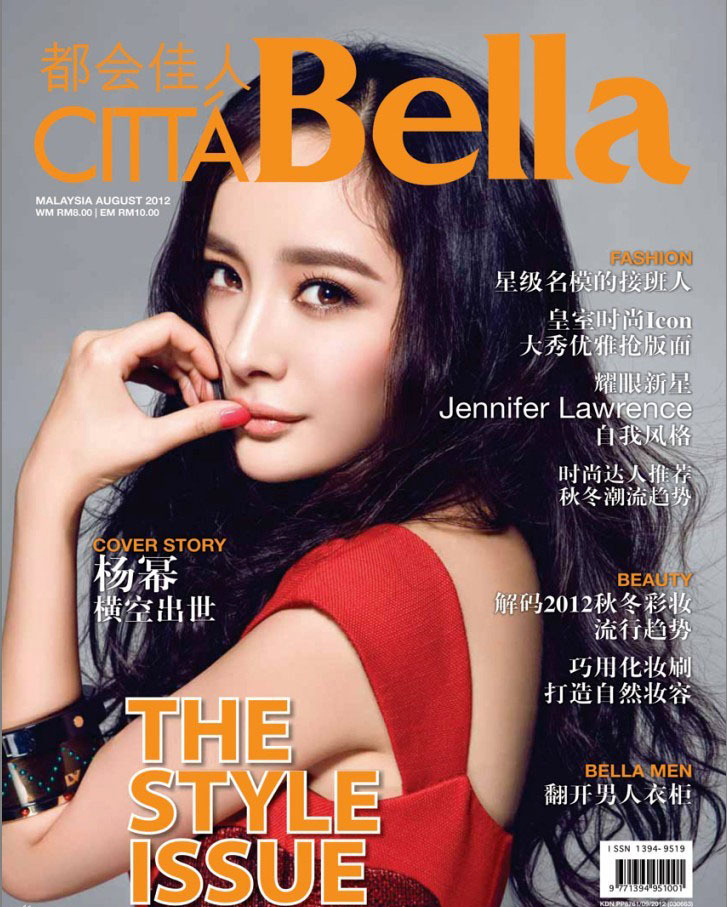 都会佳人
CITTÀ Bella
MALAYSIA AUGUST 2012
WM RM8.00 | EM RM10.00
FASHION
星级名模的接班人
皇室时尚Icon
大秀优雅抢版面
耀眼新星
Jennifer Lawrence
自我风格
时尚达人推荐
秋冬潮流趋势
COVER STORY
杨幂
横空出世
BEAUTY
解码2012秋冬彩妆
流行趋势
巧用化妆刷
打造自然妆容
BELLA MEN
翻开男人衣柜
THE
STYLE
ISSUE
LV
ISSN 1394-9519
9 771394 951001